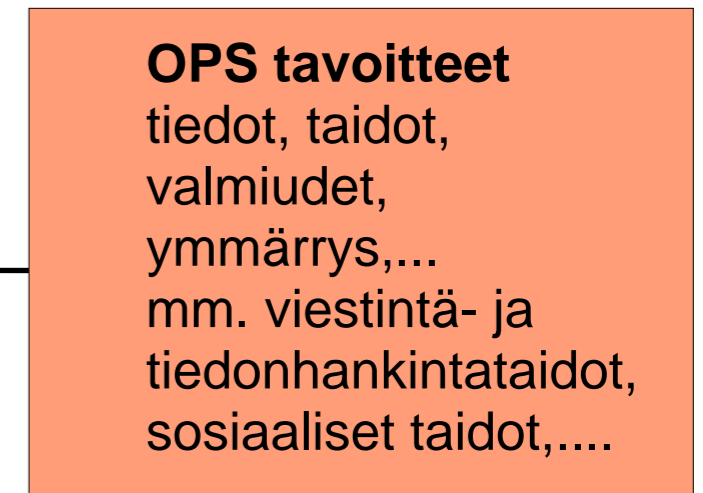 OPS tavoitteet
tiedot, taidot,
valmiudet,
ymmärrys,...
mm. viestintä- ja
tiedonhankintataidot,
sosiaaliset taidot,....